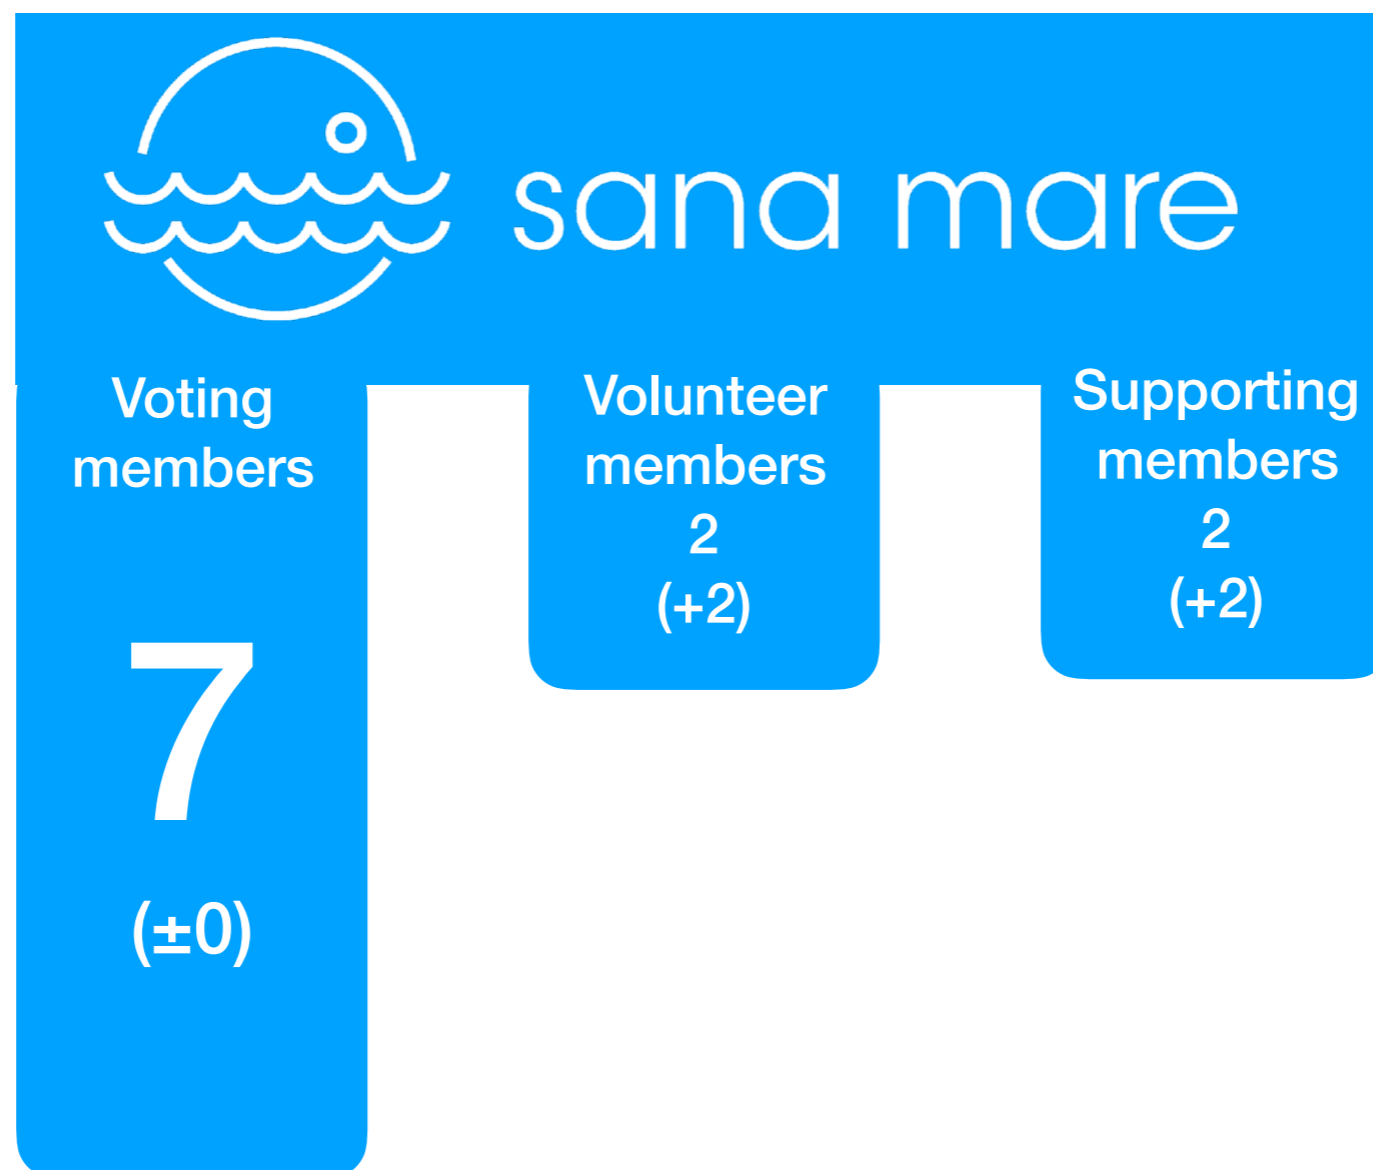 sana mare
Voting
members
7
(±0)
Volunteer
members
2
(+2)
Supporting
members
2
(+2)